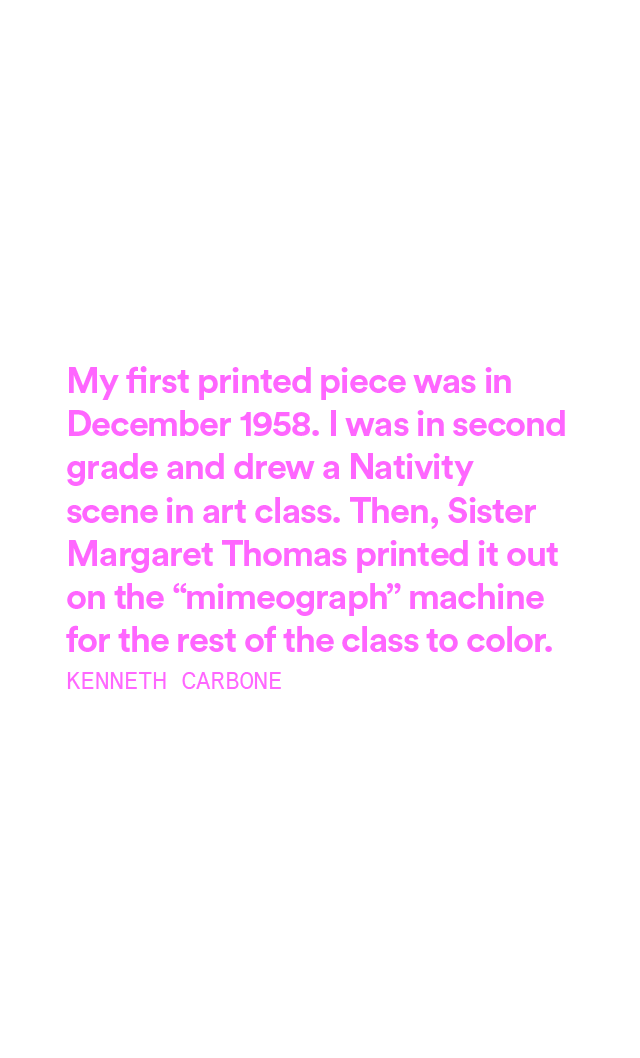 My first printed piece was in
December 1958. I was in second
grade and drew a Nativity
scene in art class. Then, Sister
Margaret Thomas printed it out
on the “mimeograph” machine
for the rest of the class to color.
KENNETH CARBONE